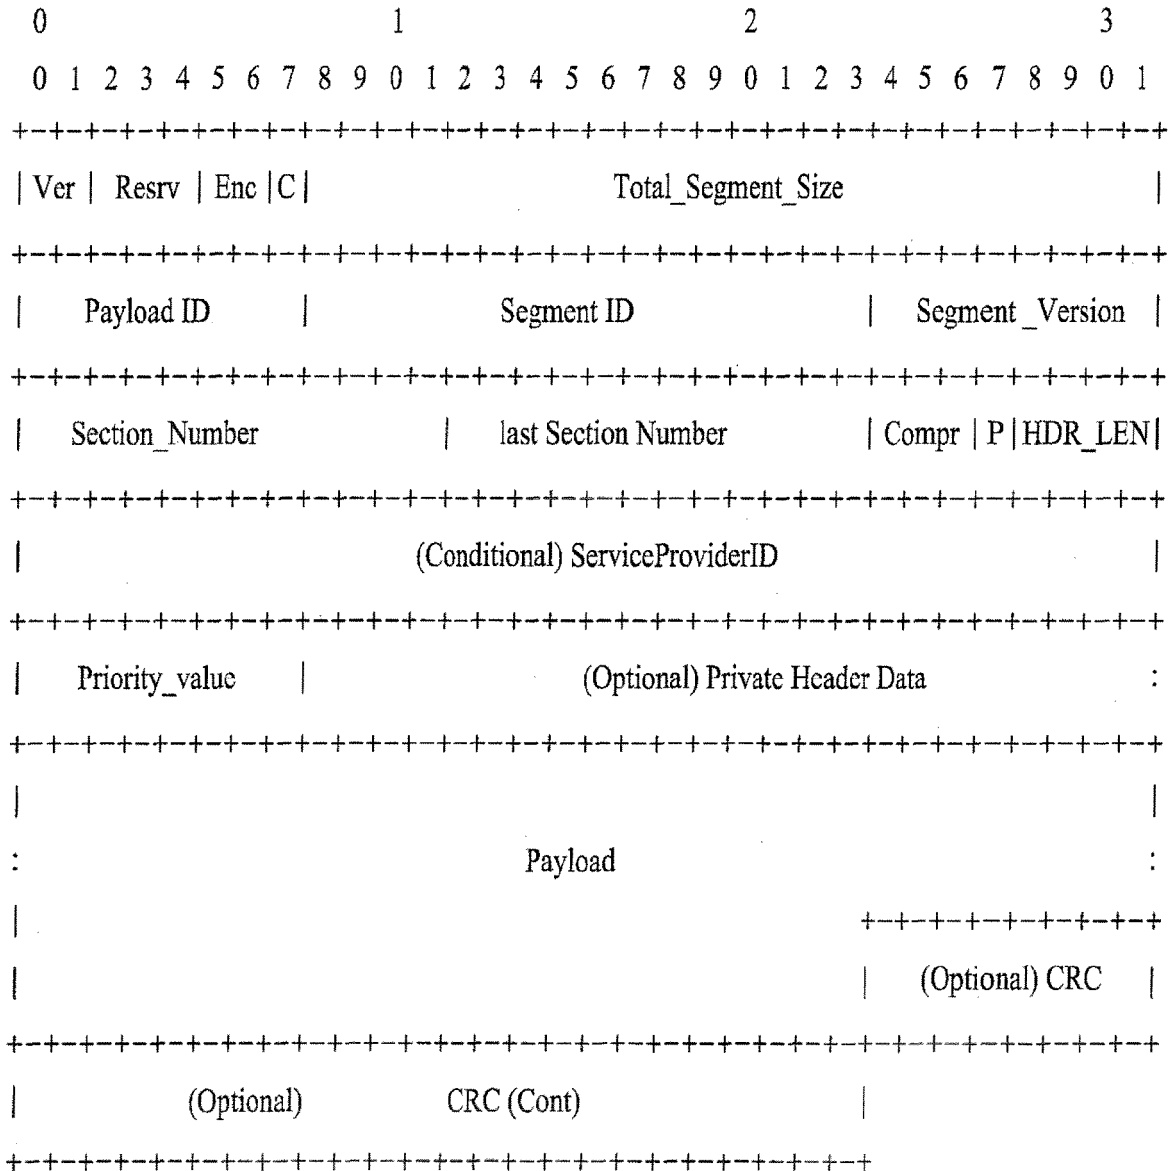 0 1 2 3
0 1 2 3 4 5 6 7 8 9 0 1 2 3 4 5 6 7 8 9 0 1 2 3 4 5 6 7 8 9 0 1
+-+-+-+-+-+-+-+-+-+-+-+-+-+-+-+-+-+-+-+-+-+-+-+-+-+-+-+-+-+-+-+-+
| Ver | Resrv | Enc |C| Total_Segment_Size |
+-+-+-+-+-+-+-+-+-+-+-+-+-+-+-+-+-+-+-+-+-+-+-+-+-+-+-+-+-+-+-+-+
| Payload ID | Segment ID | Segment _Version |
+-+-+-+-+-+-+-+-+-+-+-+-+-+-+-+-+-+-+-+-+-+-+-+-+-+-+-+-+-+-+-+-+
| Section_Number | last Section Number | Compr | P |HDR_LEN|
+-+-+-+-+-+-+-+-+-+-+-+-+-+-+-+-+-+-+-+-+-+-+-+-+-+-+-+-+-+-+-+-+
| (Conditional) ServiceProviderID |
+-+-+-+-+-+-+-+-+-+-+-+-+-+-+-+-+-+-+-+-+-+-+-+-+-+-+-+-+-+-+-+-+
| Priority_value | (Optional) Private Header Data :
+-+-+-+-+-+-+-+-+-+-+-+-+-+-+-+-+-+-+-+-+-+-+-+-+-+-+-+-+-+-+-+-+
| |
: Payload :
| +-+-+-+-+-+-+-+-+
| | (Optional) CRC |
+-+-+-+-+-+-+-+-+-+-+-+-+-+-+-+-+-+-+-+-+-+-+-+-+-+-+-+-+-+-+-+-+
| (Optional) CRC (Cont) |
+-+-+-+-+-+-+-+-+-+-+-+-+-+-+-+-+-+-+-+-+-+-+-+-+